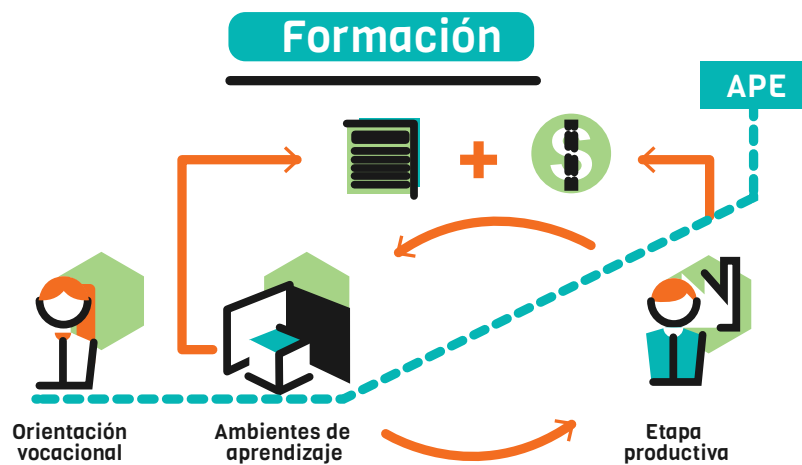 Formación
APE
Orientación
vocacional
Ambientes de
aprendizaje
Etapa
productiva